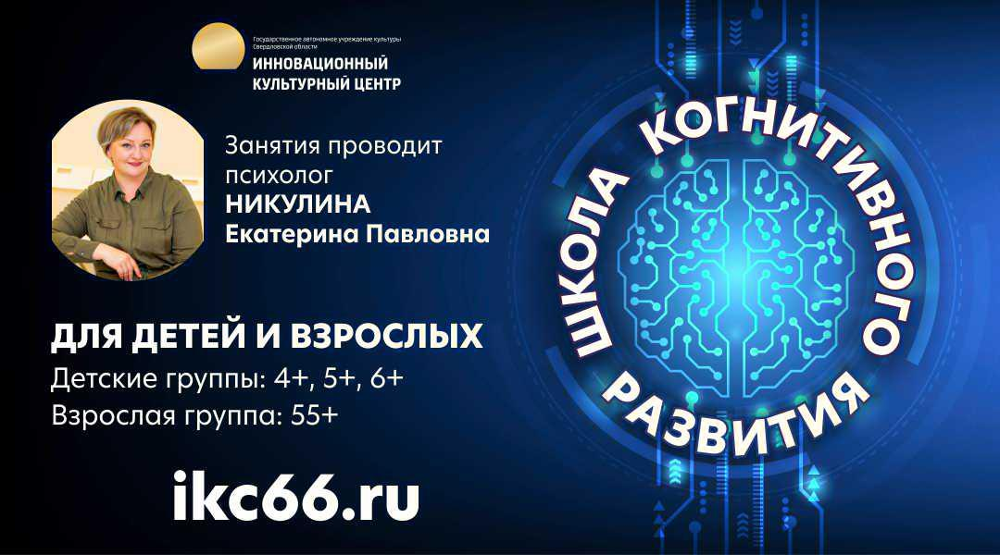 Государственное автономное учреждение культуры
Свердловской области
ИННОВАЦИОННЫЙ
КУЛЬТУРНЫЙ ЦЕНТР
Занятия проводит
психолог
НИКУЛИНА
Екатерина Павловна
ДЛЯ ДЕТЕЙ И ВЗРОСЛЫХ
Детские группы: 4+, 5+, 6+
Взрослая группа: 55+
ikc66.ru
ШКОЛА КОГНИТИВНОГО
РАЗВИТИЯ